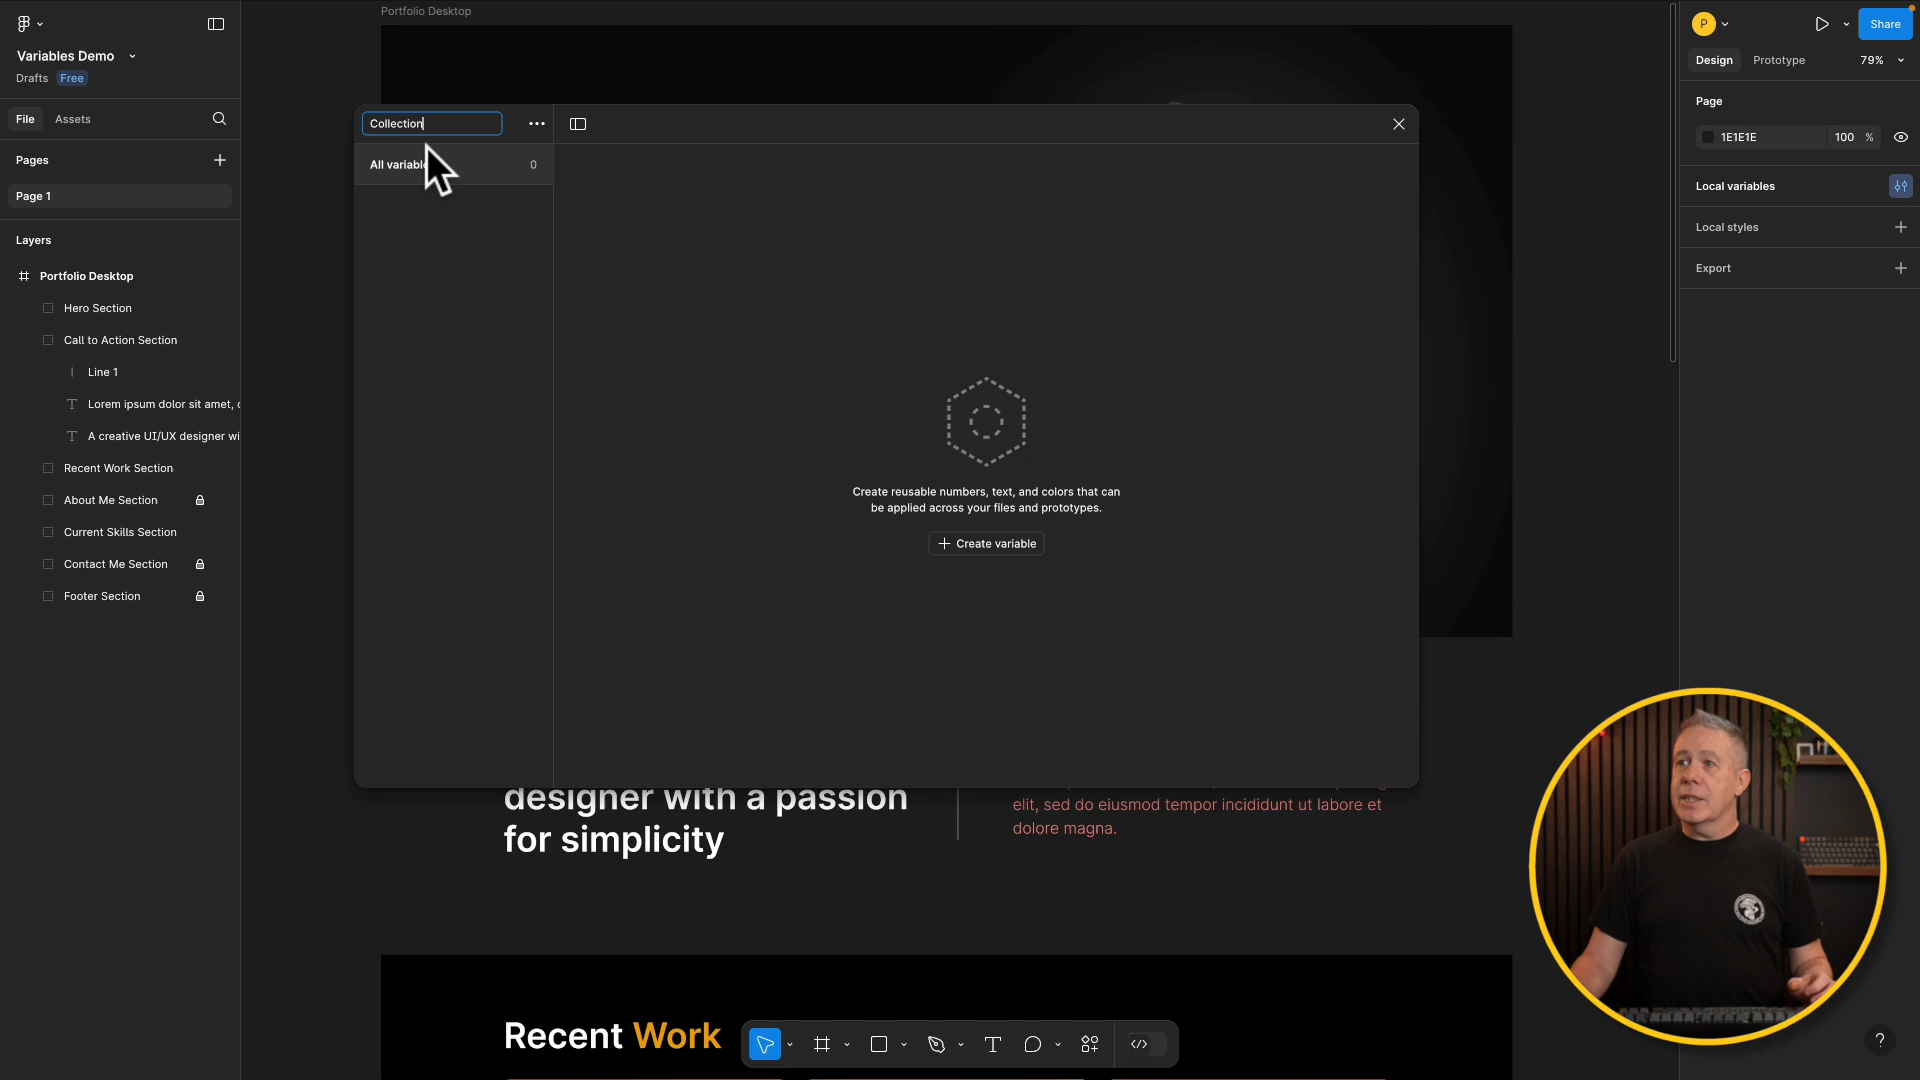 Variables Demo
Drafts Free
File Assets
Pages
Page 1
Layers
Portfolio Desktop
Hero Section
Call to Action Section
Line 1
Lorem ipsum dolor sit amet,
A creative UI/UX designer wi
Recent Work Section
About Me Section
Current Skills Section
Contact Me Section
Footer Section
Portfolio Desktop
Collection
All variabl 0
Create reusable numbers, text, and colors that can
be applied across your files and prototypes.
Create variable
designer with a passion
for simplicity
elit, sed do eiusmod tempor incididunt ut labore et
dolore magna.
Recent Work
P
Share
Design Prototype 79%
Page
1E1E1E 100 %
Local variables
Local styles
Export
?